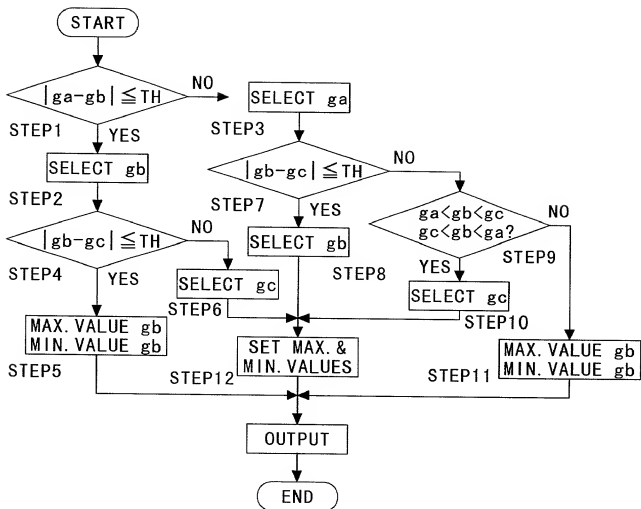 START
|ga-gb|≦TH
NO
SELECT ga
STEP1
YES
STEP3
SELECT gb
|gb-gc|≦TH
NO
STEP2
STEP7
YES
ga<gb<gc
gc<gb<ga?
NO
|gb-gc|≦TH
NO
SELECT gb
STEP4
YES
STEP8
YES
STEP9
SELECT gc
SELECT gc
STEP6
STEP10
MAX.VALUE gb
MIN.VALUE gb
SET MAX.&
MIN.VALUES
MAX.VALUE gb
MIN.VALUE gb
STEP5
STEP12
STEP11
OUTPUT
END